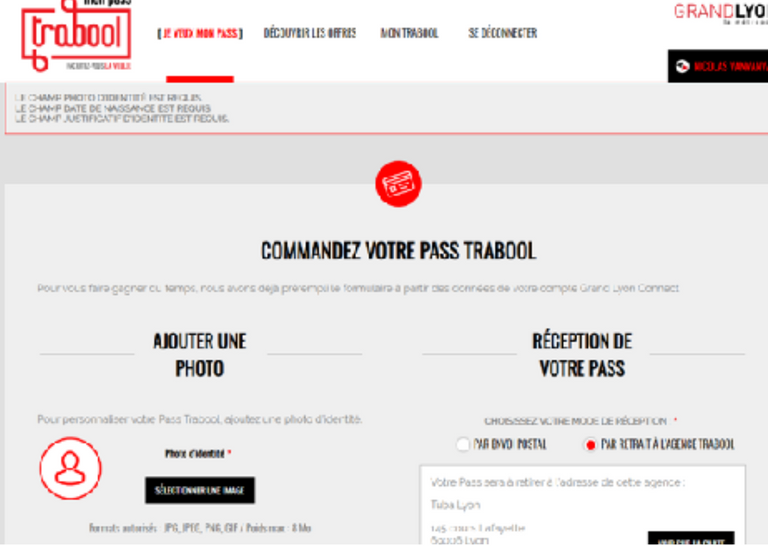 mon pass
trabool
[ JE VEUX MON PASS ]
DÉCOUVRIR LES OFFRES
MON TRABOOL
SE DÉCONNECTER
GRANDLYON
NICOLAS
LE CHAMP PHOTO D'IDENTITÉ EST REQUIS.
LE CHAMP DATE DE NAISSANCE EST REQUIS
LE CHAMP JUSTIFICATIF D'IDENTITÉ EST REQUIS.
COMMANDEZ VOTRE PASS TRABOOL
Pour vous faire gagner du temps, nous avons déjà prérempli le formulaire à partir des données de votre compte Grand Lyon Connect
AJOUTER UNE
PHOTO
Pour personnaliser votre Pass Trabool, ajoutez une photo d'identité.
Photo d'identité *
SÉLECTIONNER UNE IMAGE
Formats autorisés : JPG, JPEG, PNG, GIF / Poids max : 8 Mo
RÉCEPTION DE
VOTRE PASS
CHOISISSEZ VOTRE MODE DE RÉCEPTION : *
PAR ENVOI POSTAL
PAR RETRAIT À L'AGENCE TRABOOL
Votre Pass sera à retirer à l'adresse de cette agence :
Tuba Lyon
145 cours Lafayette
69006 Lyon
VOIR SUR LA CARTE